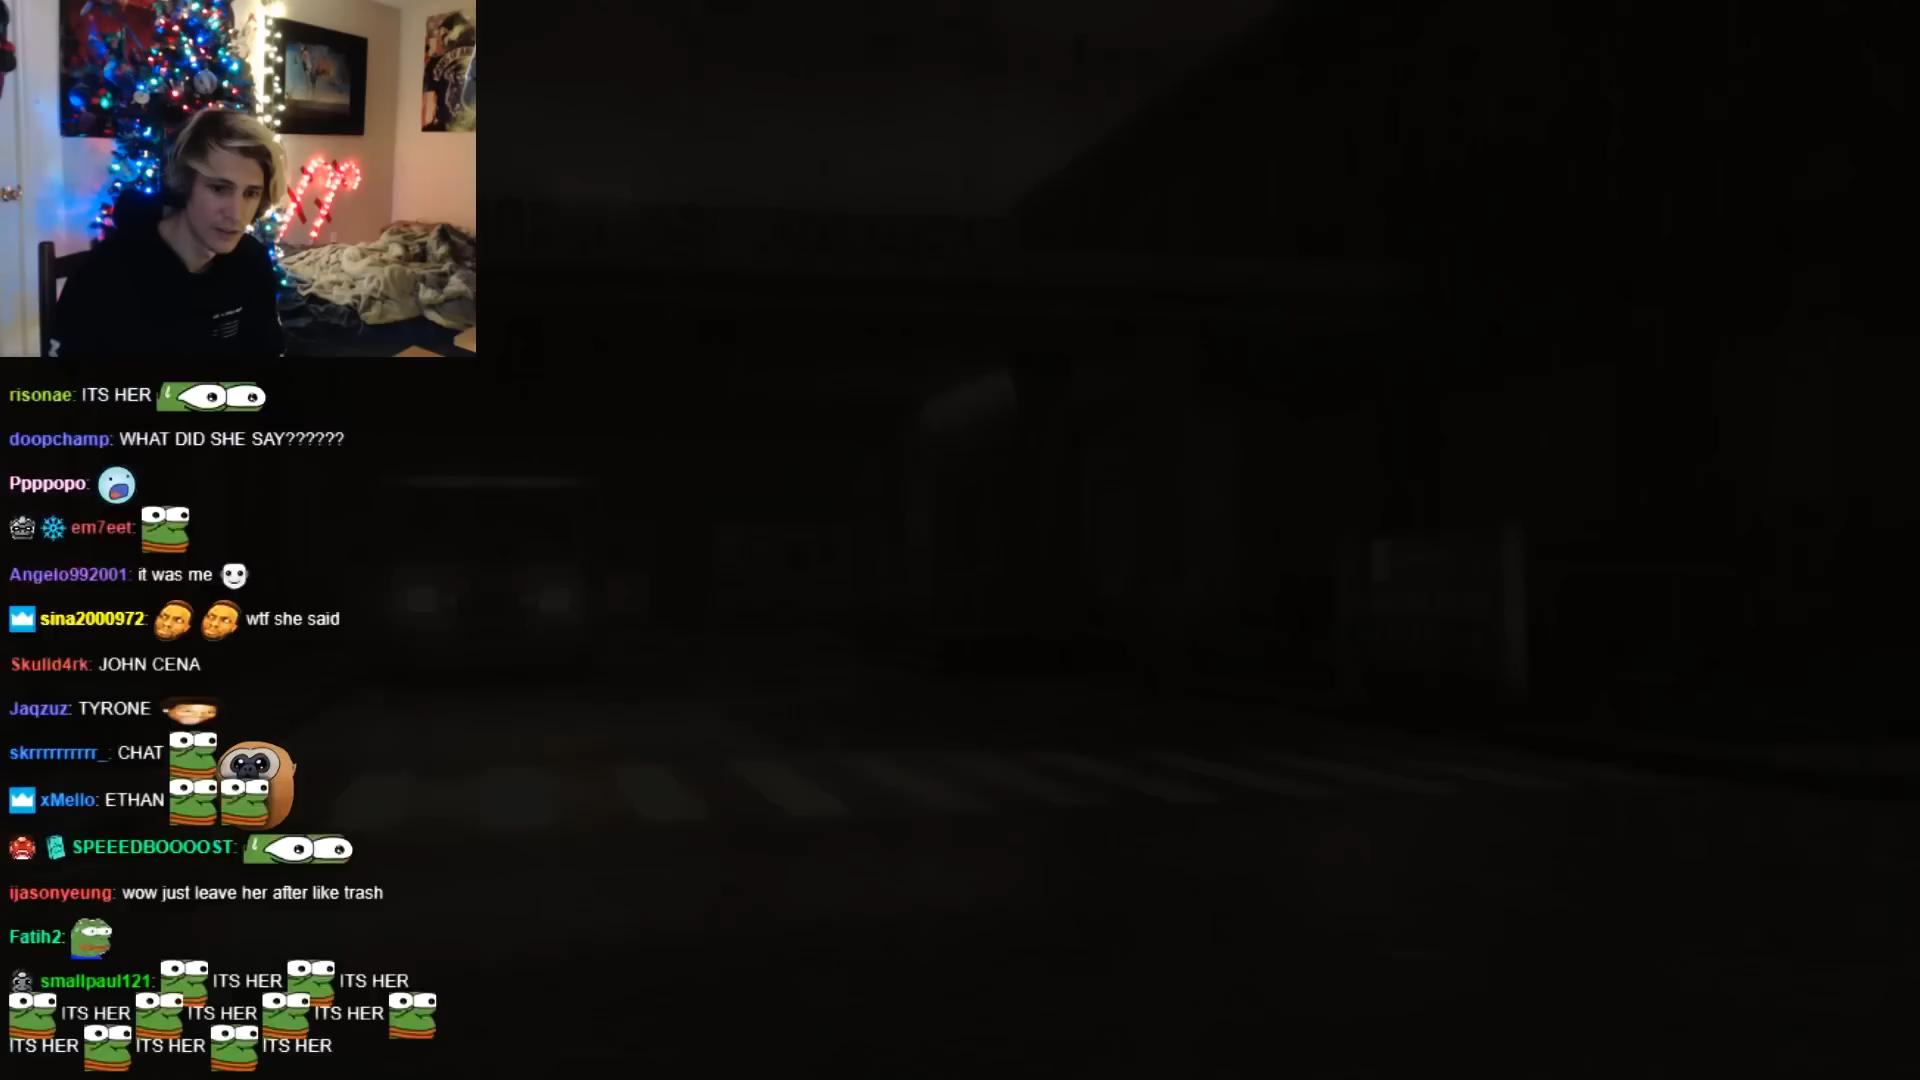 risonae: ITS HER
doopchamp: WHAT DID SHE SAY??????
Ppppopo:
em7eet:
Angelo992001: it was me
sina2000972: wtf she said
Skulld4rk: JOHN CENA
Jaqzuz: TYRONE
skrrrrrrrrrr_: CHAT
xMello: ETHAN
SPEEEDBOOOOST:
ijasonyeung: wow just leave her after like trash
Fatih2:
smallpaul121: ITS HER ITS HER
ITS HER ITS HER ITS HER
ITS HER ITS HER ITS HER